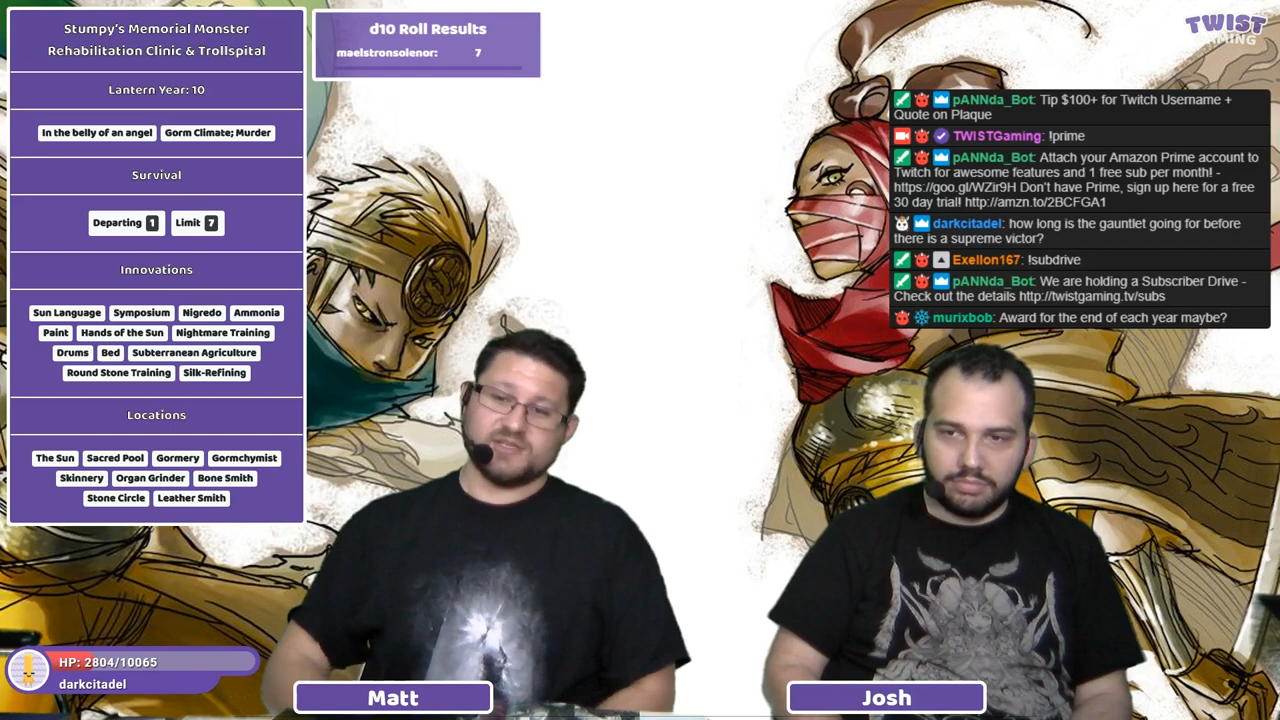 Stumpy's Memorial Monster
Rehabilitation Clinic & Trollspital
Lantern Year: 10
In the belly of an angel Gorm Climate; Murder
Survival
Departing 1 Limit 7
Innovations
Sun Language Symposium Nigredo Ammonia
Paint Hands of the Sun Nightmare Training
Drums Bed Subterranean Agriculture
Round Stone Training Silk-Refining
Locations
The Sun Sacred Pool Gormery Gormchymist
Skinnery Organ Grinder Bone Smith
Stone Circle Leather Smith
d10 Roll Results
maelstronsolenor: 7
TWIST
GAMING
pANNda_Bot: Tip $100+ for Twitch Username +
Quote on Plaque
TWISTGaming: !prime
pANNda_Bot: Attach your Amazon Prime account to
Twitch for awesome features and 1 free sub per month! -
https://goo.gl/WZir9H Don't have Prime, sign up here for a free
30 day trial! http://amzn.to/2BCFGA1
darkcitadel: how long is the gauntlet going for before
there is a supreme victor?
Exellon167: !subdrive
pANNda_Bot: We are holding a Subscriber Drive -
Check out the details http://twistgaming.tv/subs
murixbob: Award for the end of each year maybe?
HP: 2804/10065
darkcitadel
Matt
Josh